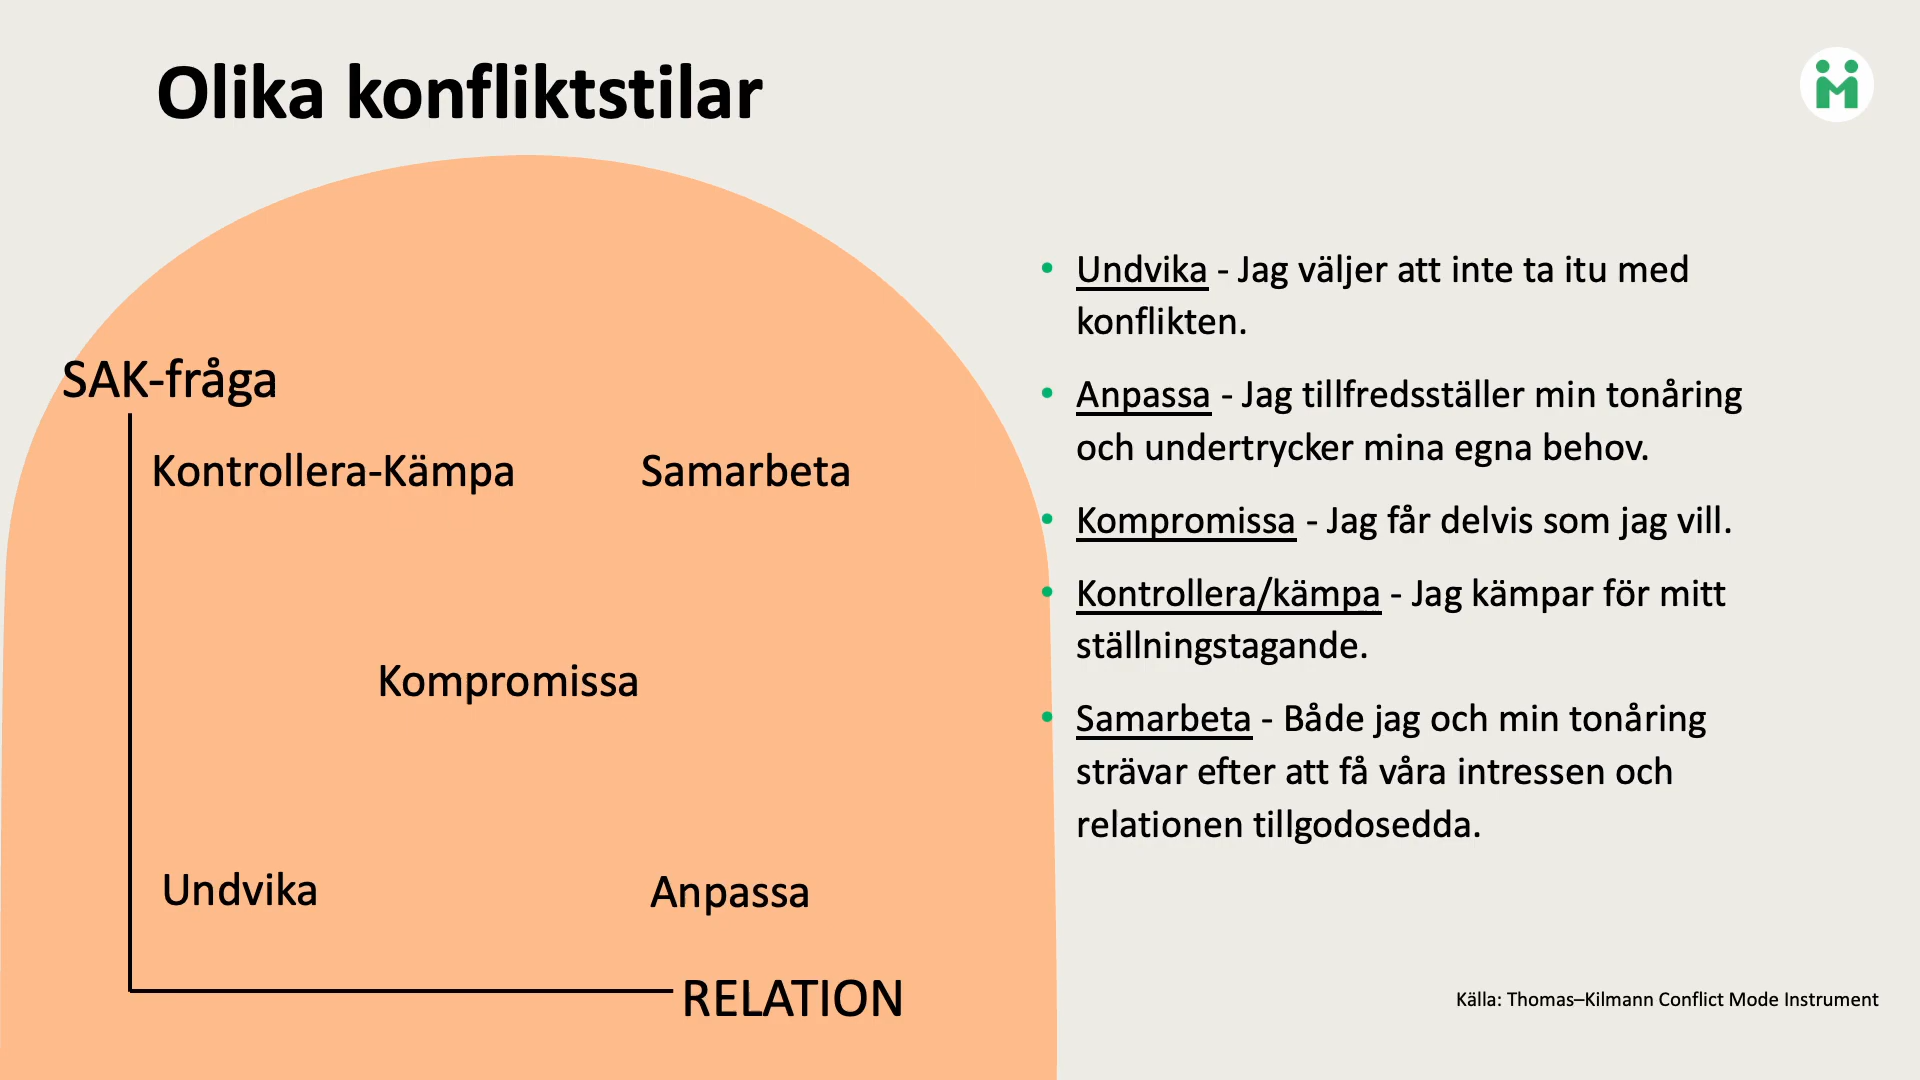 Olika konfliktstilar
SAK-fråga
Kontrollera-Kämpa
Samarbeta
Kompromissa
Undvika
Anpassa
RELATION
• Undvika - Jag väljer att inte ta itu med
konflikten.
• Anpassa - Jag tillfredsställer min tonåring
och undertrycker mina egna behov.
• Kompromissa - Jag får delvis som jag vill.
• Kontrollera/kämpa - Jag kämpar för mitt
ställningstagande.
• Samarbeta - Både jag och min tonåring
strävar efter att få våra intressen och
relationen tillgodosedda.
Källa: Thomas–Kilmann Conflict Mode Instrument